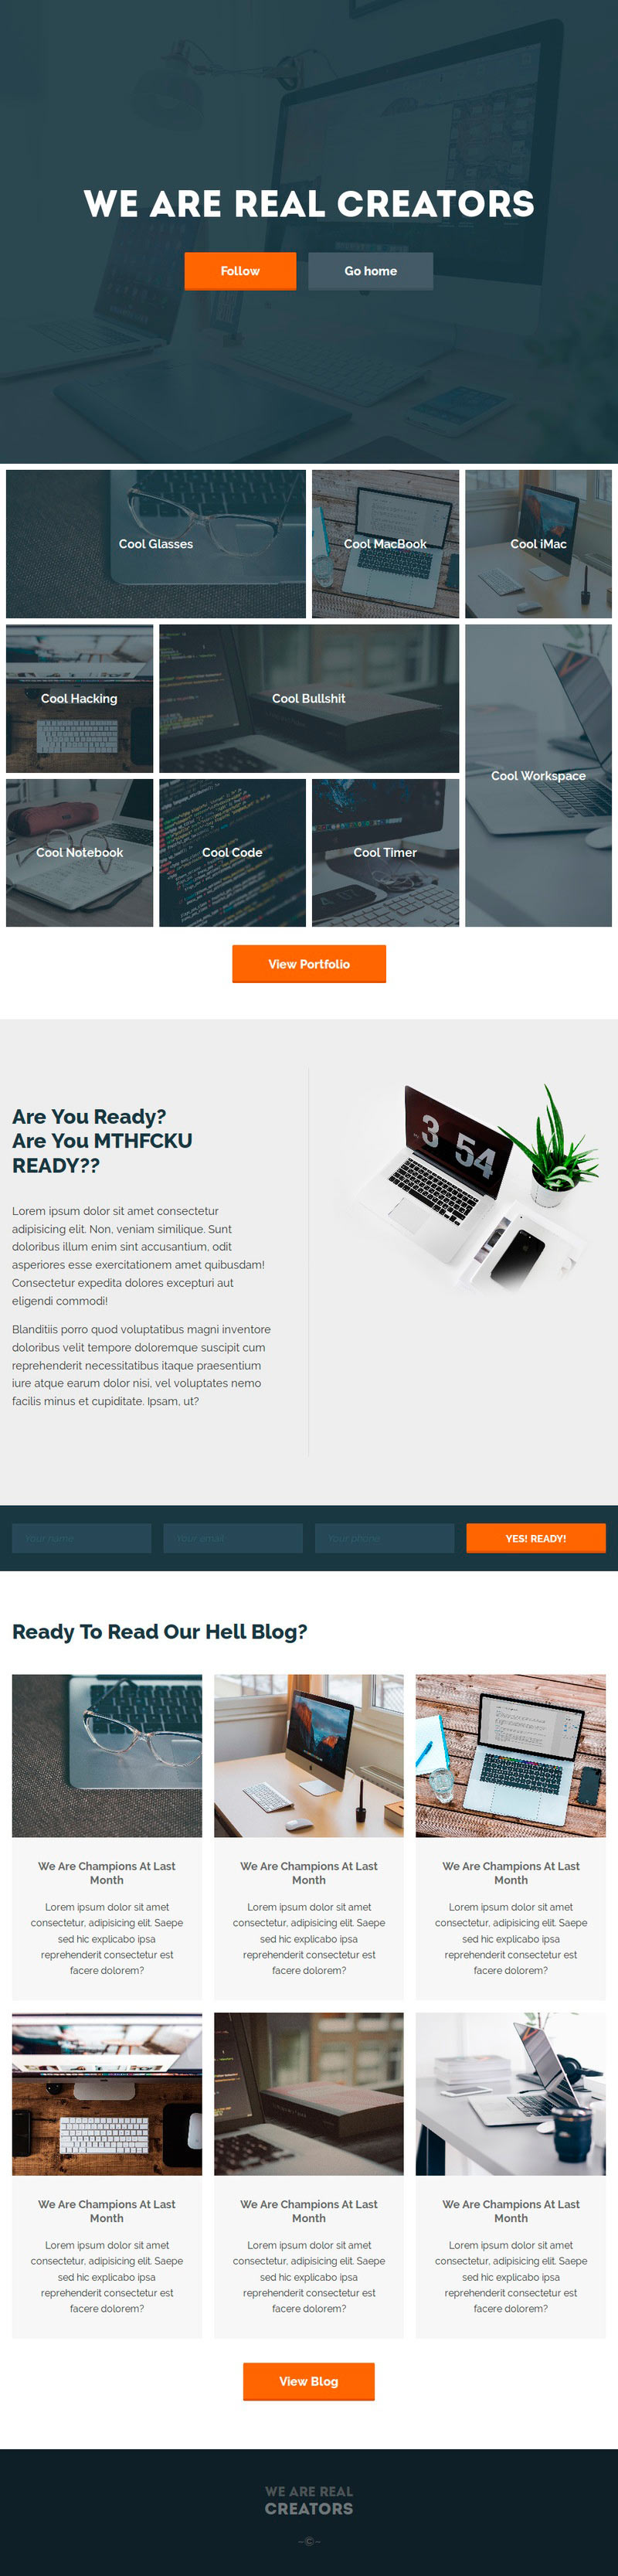 WE ARE REAL CREATORS
Follow
Go home
Cool Glasses
Cool MacBook
Cool iMac
Cool Hacking
Cool Bullshit
Cool Workspace
Cool Notebook
Cool Code
Cool Timer
View Portfolio
Are You Ready?
Are You MTHFCKU
READY??
3 54
Lorem ipsum dolor sit amet consectetur
adipisicing elit. Non, veniam similique. Sunt
doloribus illum enim sint accusantium, odit
asperiores esse exercitationem amet quibusdam!
Consectetur expedita dolores excepturi aut
eligendi commodi!
Blanditiis porro quod voluptatibus magni inventore
doloribus velit tempore doloremque suscipit cum
reprehenderit necessitatibus itaque praesentium
iure atque earum dolor nisi, vel voluptates nemo
facilis minus et cupiditate. Ipsam, ut?
Your name
Your email
Your phone
YES! READY!
Ready To Read Our Hell Blog?
We Are Champions At Last
Month
Lorem ipsum dolor sit amet
consectetur, adipisicing elit. Saepe
sed hic explicabo ipsa
reprehenderit consectetur est
facere dolorem?
We Are Champions At Last
Month
Lorem ipsum dolor sit amet
consectetur, adipisicing elit. Saepe
sed hic explicabo ipsa
reprehenderit consectetur est
facere dolorem?
We Are Champions At Last
Month
Lorem ipsum dolor sit amet
consectetur, adipisicing elit. Saepe
sed hic explicabo ipsa
reprehenderit consectetur est
facere dolorem?
We Are Champions At Last
Month
Lorem ipsum dolor sit amet
consectetur, adipisicing elit. Saepe
sed hic explicabo ipsa
reprehenderit consectetur est
facere dolorem?
We Are Champions At Last
Month
Lorem ipsum dolor sit amet
consectetur, adipisicing elit. Saepe
sed hic explicabo ipsa
reprehenderit consectetur est
facere dolorem?
We Are Champions At Last
Month
Lorem ipsum dolor sit amet
consectetur, adipisicing elit. Saepe
sed hic explicabo ipsa
reprehenderit consectetur est
facere dolorem?
View Blog
WE ARE REAL
CREATORS
–©–